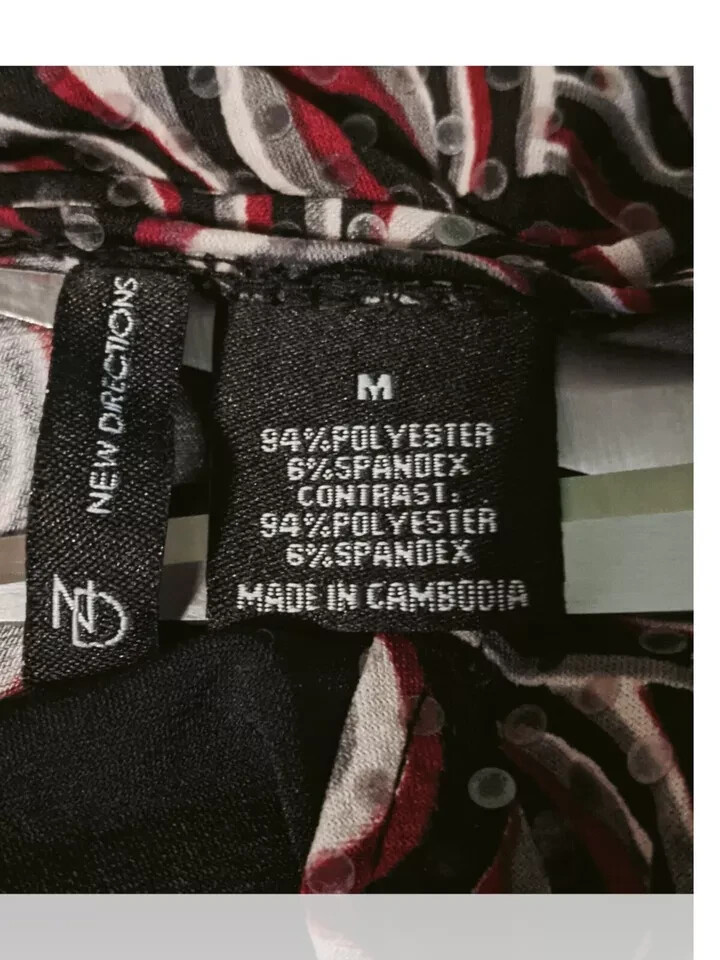 NEW DIRECTIONS
ND
M
94%POLYESTER
6%SPANDEX
CONTRAST:
94%POLYESTER
6%SPANDEX
MADE IN CAMBODIA